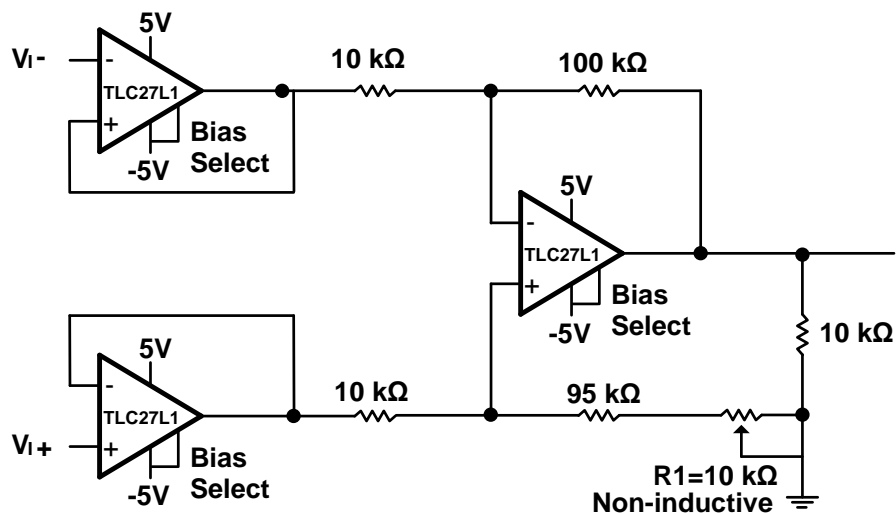 5V
VI-
-
TLC27L1
+
Bias
Select
-5V
10 kΩ
100 kΩ
5V
-
TLC27L1
+
Bias
Select
-5V
10 kΩ
5V
-
TLC27L1
+
VI+
Bias
Select
-5V
10 kΩ
95 kΩ
R1=10 kΩ
Non-inductive